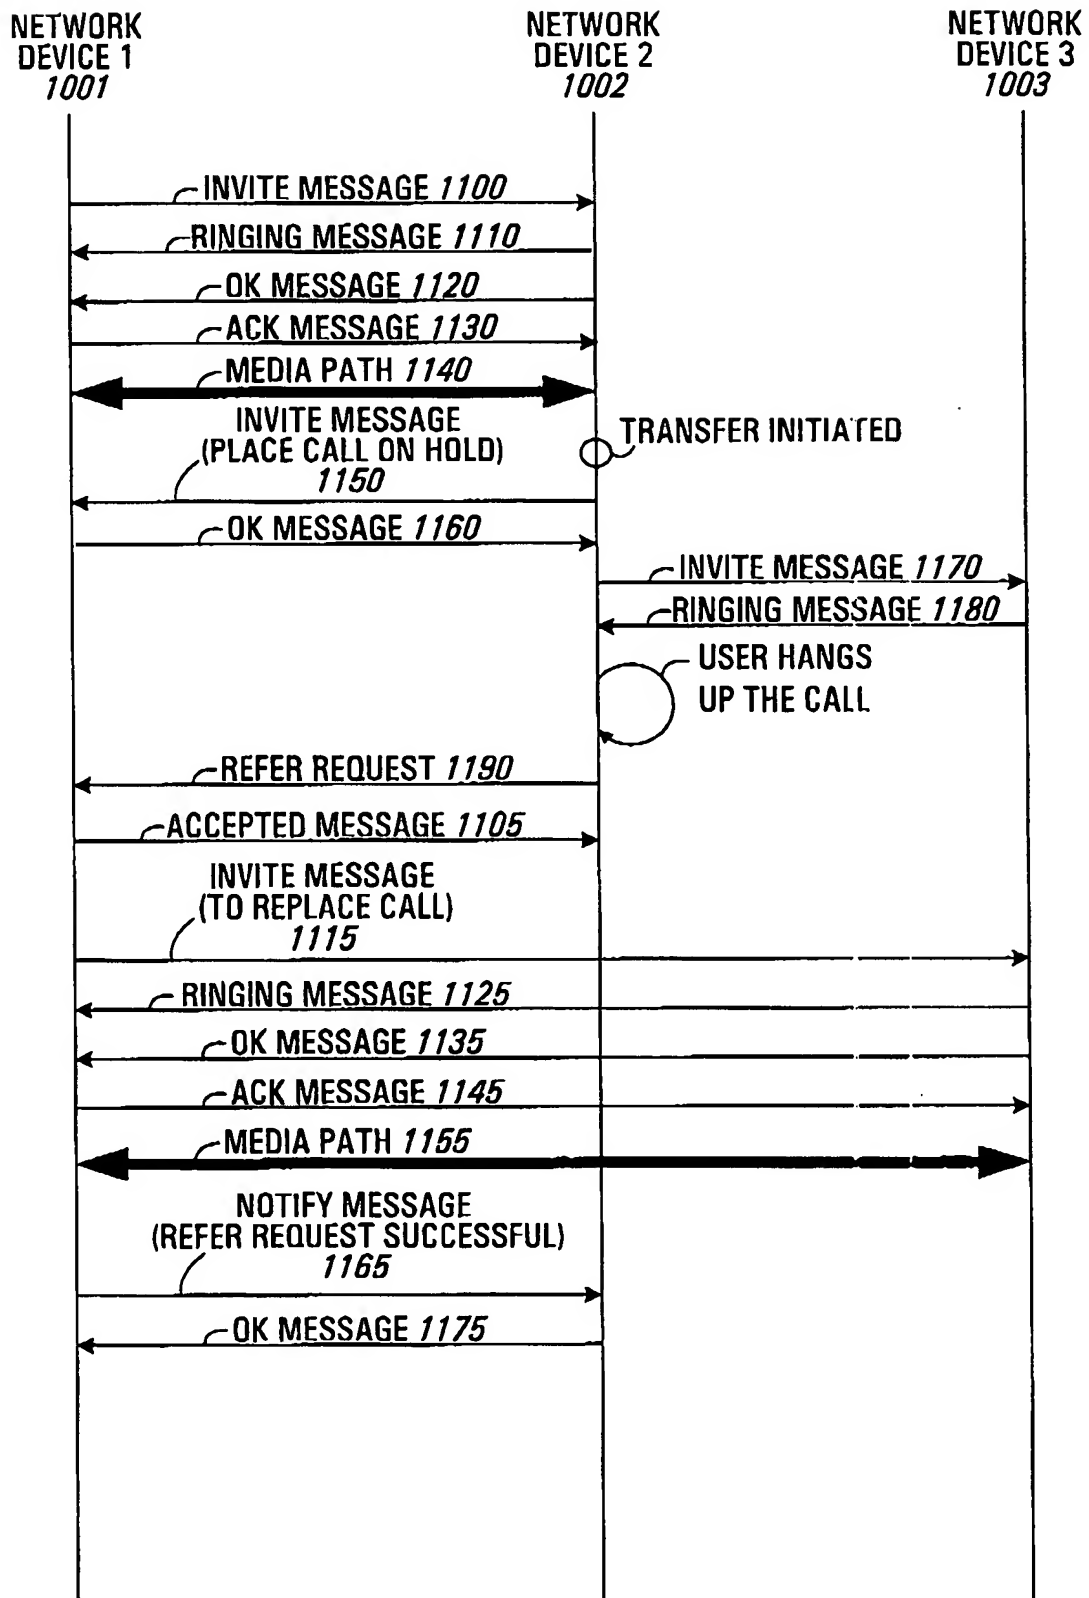 NETWORK
DEVICE 1
1001
NETWORK
DEVICE 2
1002
NETWORK
DEVICE 3
1003
INVITE MESSAGE 1100
RINGING MESSAGE 1110
OK MESSAGE 1120
ACK MESSAGE 1130
MEDIA PATH 1140
INVITE MESSAGE
(PLACE CALL ON HOLD)
1150
TRANSFER INITIATED
OK MESSAGE 1160
INVITE MESSAGE 1170
RINGING MESSAGE 1180
USER HANGS
UP THE CALL
REFER REQUEST 1190
ACCEPTED MESSAGE 1105
INVITE MESSAGE
(TO REPLACE CALL)
1115
RINGING MESSAGE 1125
OK MESSAGE 1135
ACK MESSAGE 1145
MEDIA PATH 1155
NOTIFY MESSAGE
(REFER REQUEST SUCCESSFUL)
1165
OK MESSAGE 1175